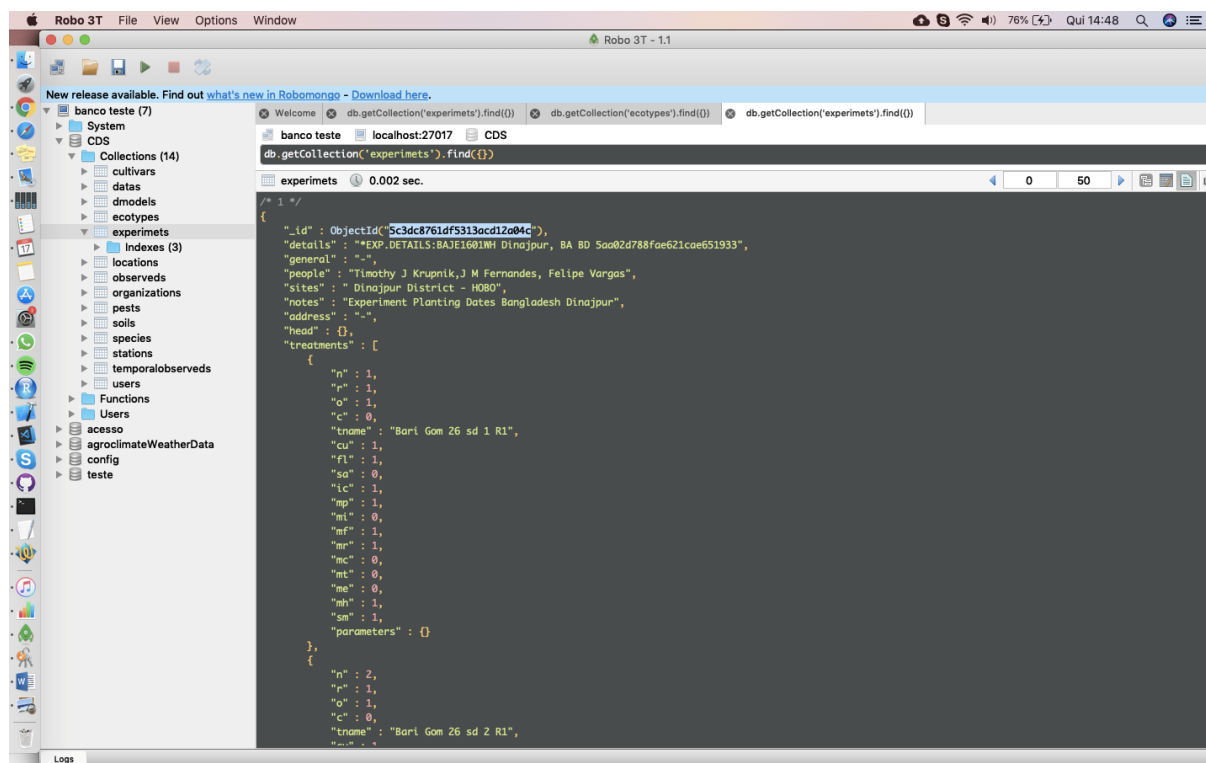 Robo 3T File View Options Window 76% Qui 14:48
Robo 3T - 1.1
New release available. Find out what's new in Robomongo - Download here.
banco teste (7)
System
CDS
Collections (14)
cultivars
datas
dmodels
ecotypes
experimets
Indexes (3)
locations
observeds
organizations
pests
soils
species
stations
temporalobserveds
users
Functions
Users
acesso
agroclimateWeatherData
config
teste
Welcome db.getCollection('experimets').find({}) db.getCollection('ecotypes').find({}) db.getCollection('experimets').find({})
banco teste localhost:27017 CDS
db.getCollection('experimets').find({})
experimets 0.002 sec. 0 50
/* 1 */
{
"_id" : ObjectId("5c3dc8761df5313acd12a04c"),
"details" : "*EXP.DETAILS:BAJE1601WH Dinajpur, BA BD 5aa02d788fae621cae651933",
"general" : "-",
"people" : "Timothy J Krupnik,J M Fernandes, Felipe Vargas",
"sites" : " Dinajpur District - HOBO",
"notes" : "Experiment Planting Dates Bangladesh Dinajpur",
"address" : "-",
"head" : {},
"treatments" : [
{
"n" : 1,
"r" : 1,
"o" : 1,
"c" : 0,
"tname" : "Bari Gom 26 sd 1 R1",
"cu" : 1,
"fl" : 1,
"sa" : 0,
"ic" : 1,
"mp" : 1,
"mi" : 0,
"mf" : 1,
"mr" : 1,
"mc" : 0,
"mt" : 0,
"me" : 0,
"mh" : 1,
"sm" : 1,
"parameters" : {}
},
{
"n" : 2,
"r" : 1,
"o" : 1,
"c" : 0,
"tname" : "Bari Gom 26 sd 2 R1",
Logs